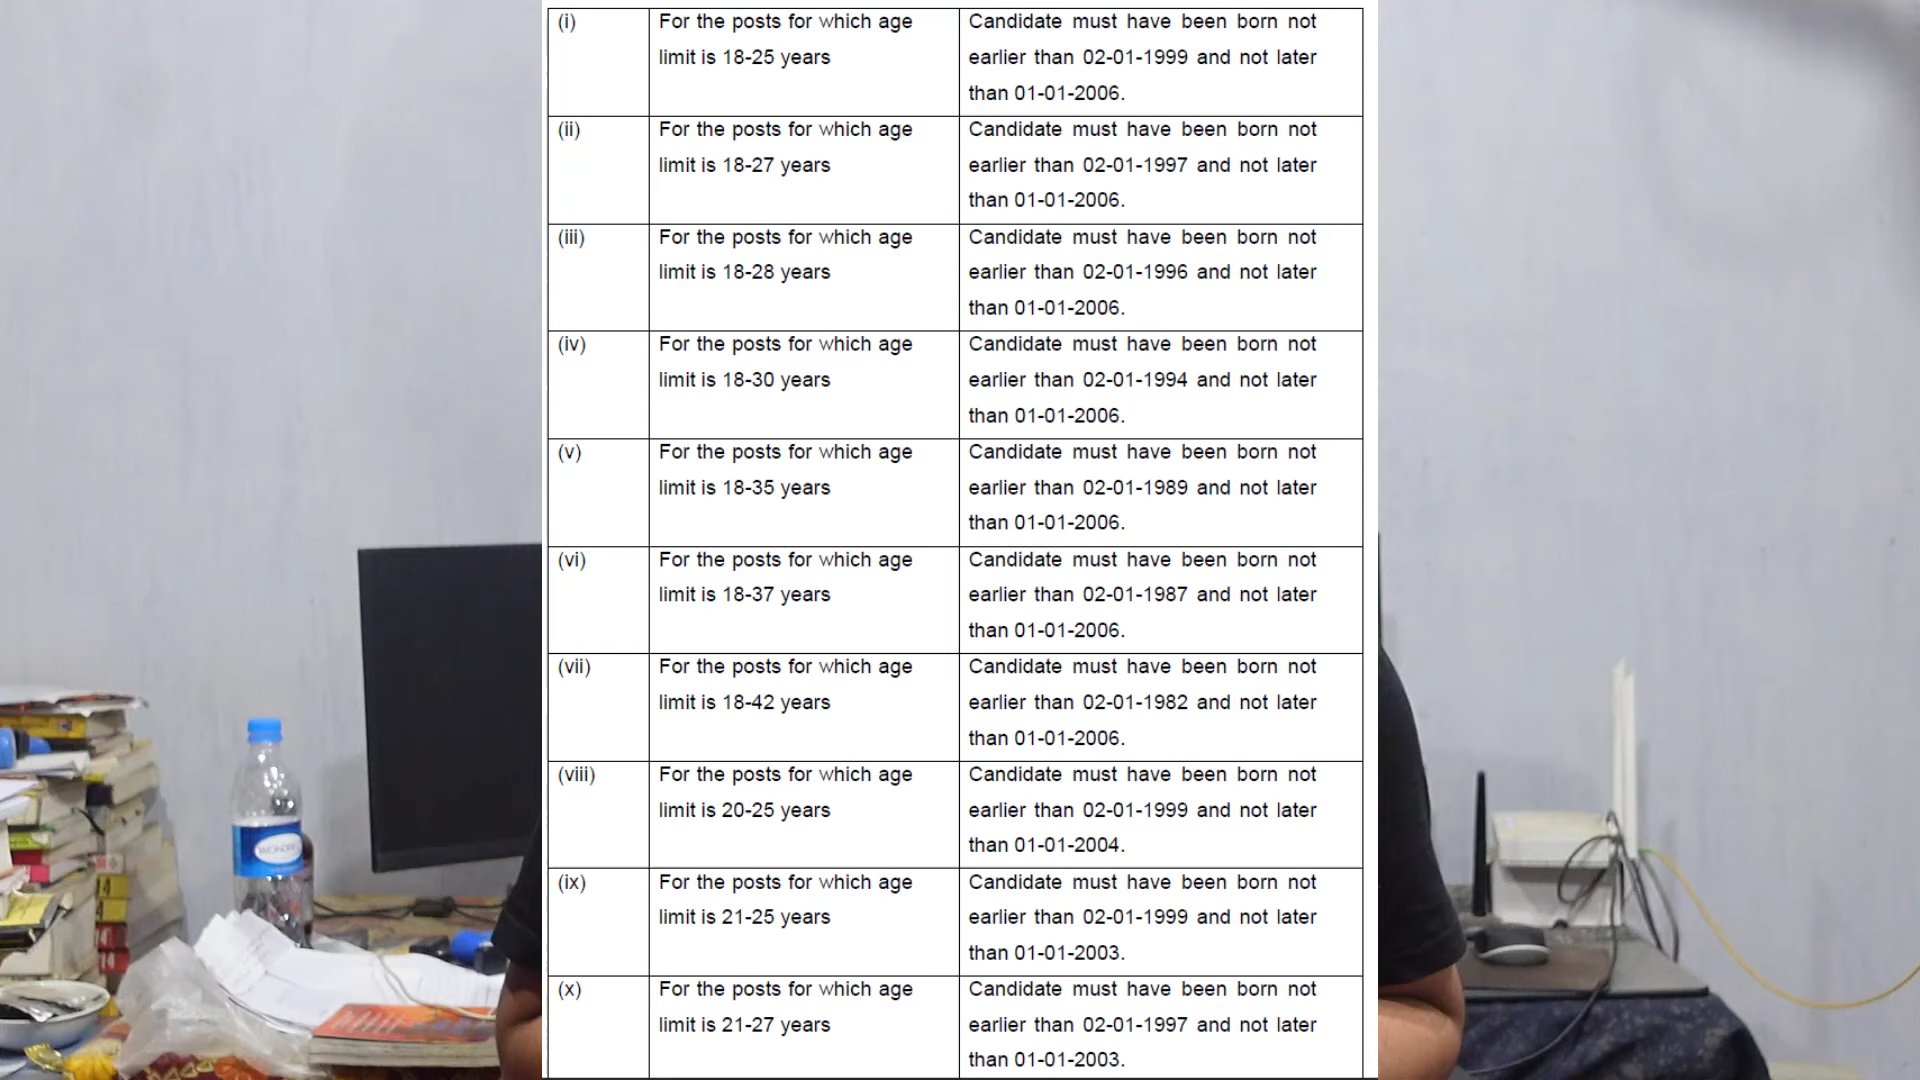 (i) For the posts for which age Candidate must have been born not
limit is 18-25 years earlier than 02-01-1999 and not later
than 01-01-2006.
(ii) For the posts for which age Candidate must have been born not
limit is 18-27 years earlier than 02-01-1997 and not later
than 01-01-2006.
(iii) For the posts for which age Candidate must have been born not
limit is 18-28 years earlier than 02-01-1996 and not later
than 01-01-2006.
(iv) For the posts for which age Candidate must have been born not
limit is 18-30 years earlier than 02-01-1994 and not later
than 01-01-2006.
(v) For the posts for which age Candidate must have been born not
limit is 18-35 years earlier than 02-01-1989 and not later
than 01-01-2006.
(vi) For the posts for which age Candidate must have been born not
limit is 18-37 years earlier than 02-01-1987 and not later
than 01-01-2006.
(vii) For the posts for which age Candidate must have been born not
limit is 18-42 years earlier than 02-01-1982 and not later
than 01-01-2006.
(viii) For the posts for which age Candidate must have been born not
limit is 20-25 years earlier than 02-01-1999 and not later
than 01-01-2004.
(ix) For the posts for which age Candidate must have been born not
limit is 21-25 years earlier than 02-01-1999 and not later
than 01-01-2003.
(x) For the posts for which age Candidate must have been born not
limit is 21-27 years earlier than 02-01-1997 and not later
than 01-01-2003.